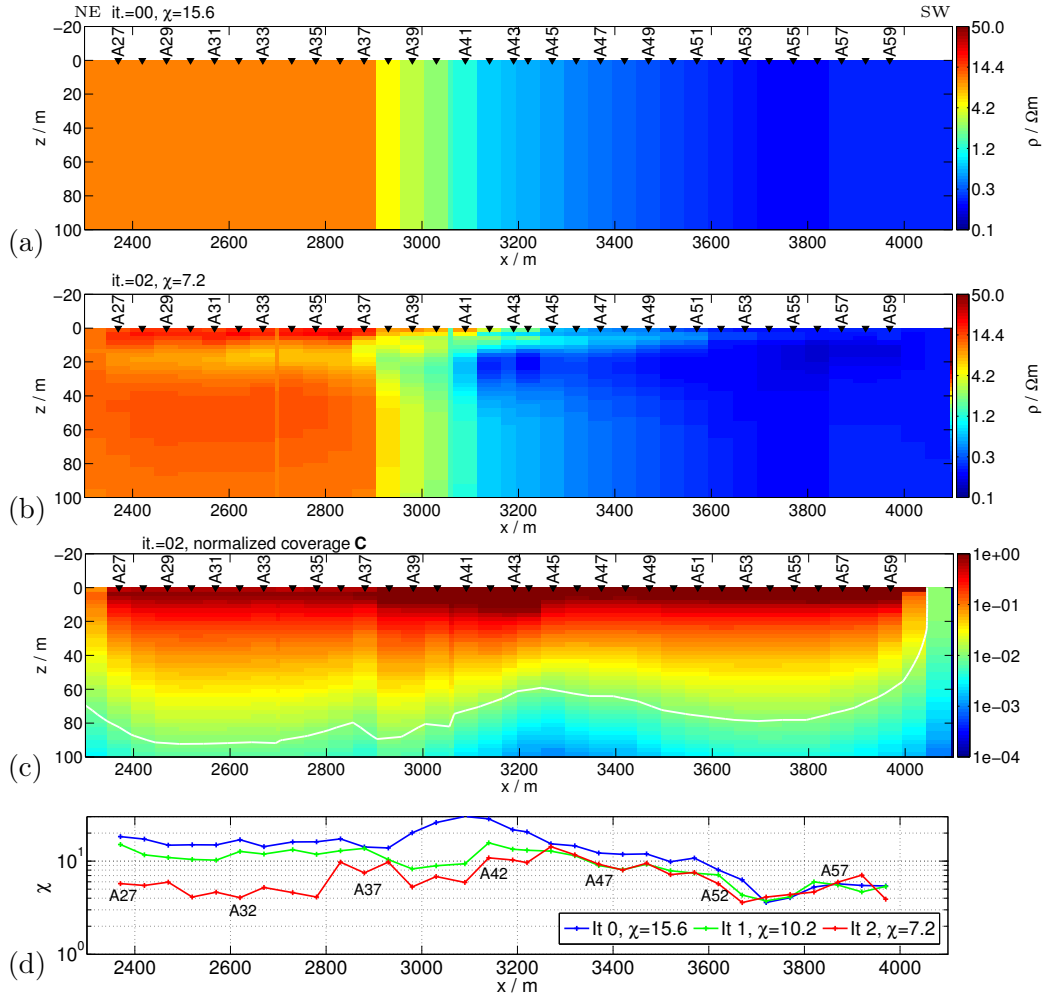 NE it.=00, χ=15.6 SW
A27 A29 A31 A33 A35 A37 A39 A41 A43 A45 A47 A49 A51 A53 A55 A57 A59
−20
0
20
40
60
80
100
z / m
2400 2600 2800 3000 3200 3400 3600 3800 4000
x / m
50.0
14.4
4.2
1.2
0.3
0.1
ρ / Ωm
(a)
it.=02, χ=7.2
A27 A29 A31 A33 A35 A37 A39 A41 A43 A45 A47 A49 A51 A53 A55 A57 A59
−20
0
20
40
60
80
100
z / m
2400 2600 2800 3000 3200 3400 3600 3800 4000
x / m
50.0
14.4
4.2
1.2
0.3
0.1
ρ / Ωm
(b)
it.=02, normalized coverage C
A27 A29 A31 A33 A35 A37 A39 A41 A43 A45 A47 A49 A51 A53 A55 A57 A59
−20
0
20
40
60
80
100
z / m
2400 2600 2800 3000 3200 3400 3600 3800 4000
x / m
1e+00
1e−01
1e−02
1e−03
1e−04
(c)
10^1
10^0
χ
A27 A32 A37 A42 A47 A52 A57
It 0, χ=15.6 It 1, χ=10.2 It 2, χ=7.2
2400 2600 2800 3000 3200 3400 3600 3800 4000
x / m
(d)